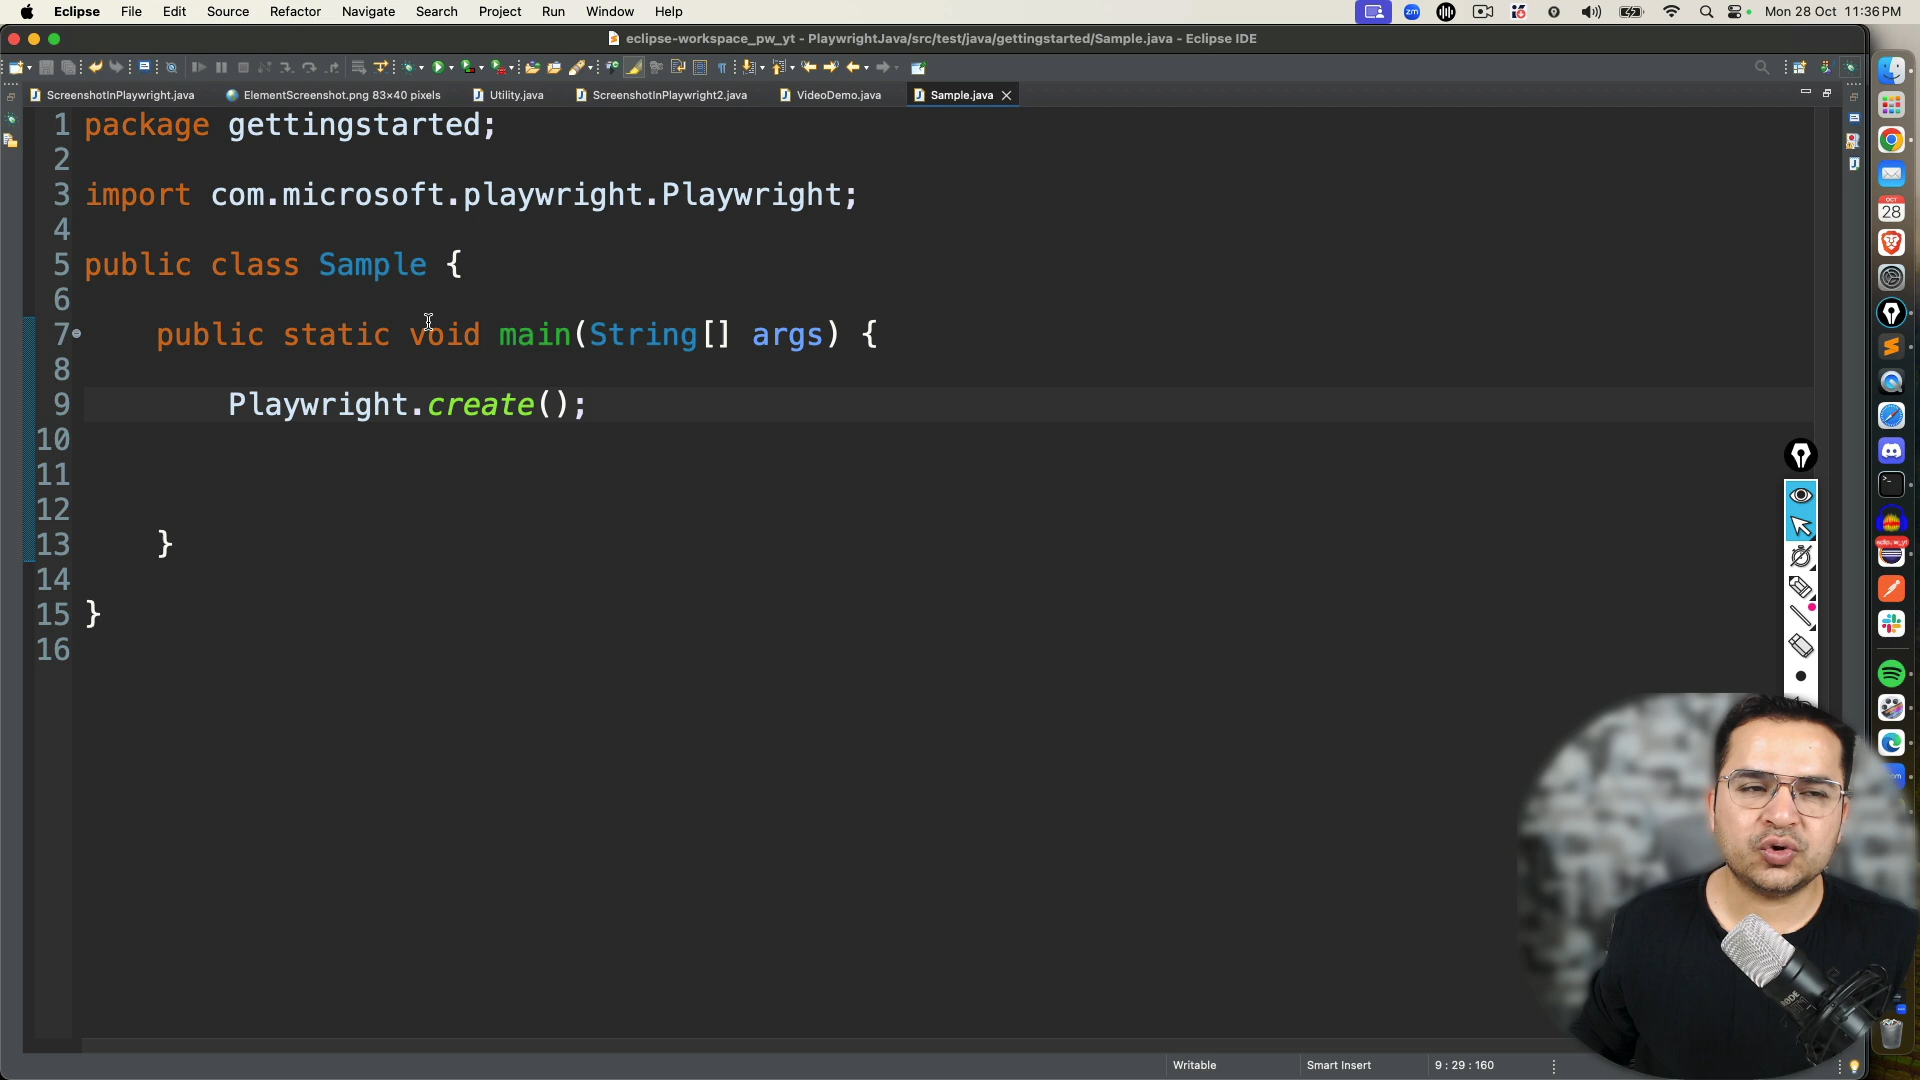 Eclipse File Edit Source Refactor Navigate Search Project Run Window Help zm Mon 28 Oct 11:36 PM
eclipse-workspace_pw_yt - PlaywrightJava/src/test/java/gettingstarted/Sample.java - Eclipse IDE
ScreenshotInPlaywright.java ElementScreenshot.png 83×40 pixels Utility.java ScreenshotInPlaywright2.java VideoDemo.java Sample.java
1 package gettingstarted;
2
3 import com.microsoft.playwright.Playwright;
4
5 public class Sample {
6
7 public static void main(String[] args) {
8
9 Playwright.create();
10
11
12
13 }
14
15 }
16
OCT
28
RODE
Writable Smart Insert 9 : 29 : 160